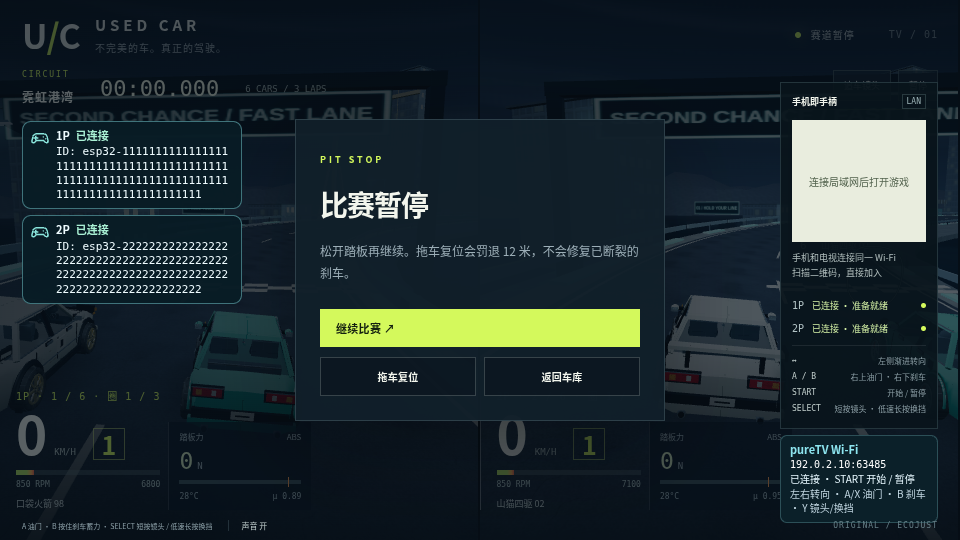 U/C USED CAR
不完美的车。真正的驾驶。
赛道暂停 TV / 01
CIRCUIT
霓虹港湾 00:00.000 6 CARS / 3 LAPS
SECOND CHANCE / FAST LANE
SECOND CHANCE / FAST LANE
1P 已连接
ID: esp32-1111111111111111
11111111111111111111111111
11111111111111111111111111
1111111111111111111111
2P 已连接
ID: esp32-2222222222222222
22222222222222222222222222
22222222222222222222222222
2222222222222222222222
PIT STOP
比赛暂停
松开踏板再继续。拖车复位会罚退 12 米，不会修复已断裂的
刹车。
继续比赛 ↗
拖车复位 返回车库
手机即手柄 LAN
连接局域网后打开游戏
手机和电视连接同一 Wi-Fi
扫描二维码，直接加入
1P 已连接 · 准备就绪
2P 已连接 · 准备就绪
↔ 左侧渐进转向
A / B 右上油门 · 右下刹车
START 开始 / 暂停
SELECT 短按镜头 · 低速长按换挡
pureTV Wi-Fi
192.0.2.10:63485
已连接 · START 开始 / 暂停
左右转向 · A/X 油门 · B 刹车
· Y 镜头/换挡
1P · 1 / 6 · 圈 1 / 3
0 KM/H 1
850 RPM 6800
口袋火箭 98
踏板力 ABS
0 N
28°C μ 0.89
0 KM/H 1
850 RPM 7100
山猫四驱 02
踏板力 ABS
0 N
28°C μ 0.95
A 油门 · B 按住刹车蓄力 · SELECT 短按镜头 / 低速长按换挡 声音 开
ORIGINAL / ECOJUST